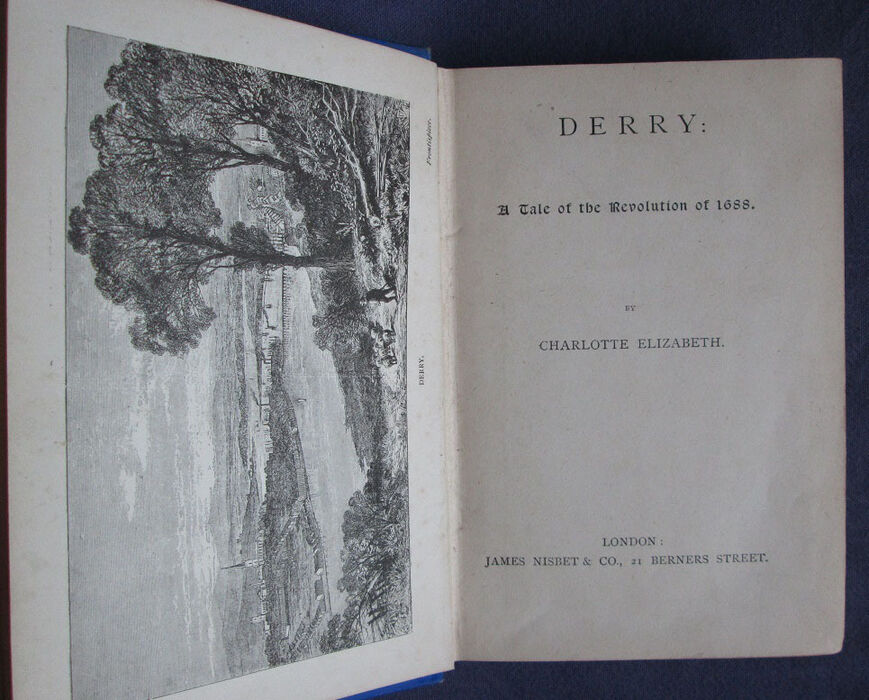 Frontispiece.
DERRY.
DERRY:
A Tale of the Revolution of 1688.
BY
CHARLOTTE ELIZABETH.
LONDON:
JAMES NISBET & CO., 21 BERNERS STREET.